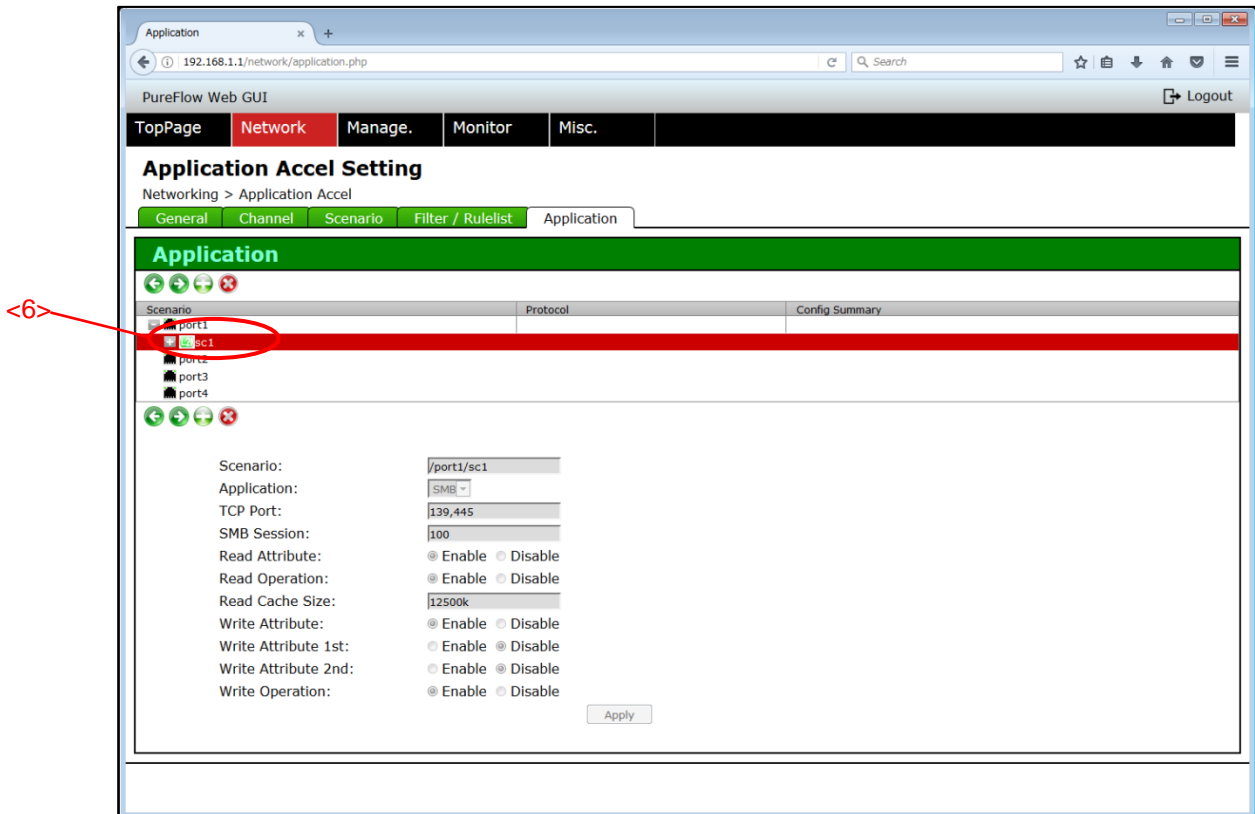 Application × +
192.168.1.1/network/application.php Search
PureFlow Web GUI Logout
TopPage Network Manage. Monitor Misc.
Application Accel Setting
Networking > Application Accel
General Channel Scenario Filter / Rulelist Application
Application
Scenario Protocol Config Summary
<6>
port1
sc1
port2
port3
port4
Scenario: /port1/sc1
Application: SMB
TCP Port: 139,445
SMB Session: 100
Read Attribute: Enable Disable
Read Operation: Enable Disable
Read Cache Size: 12500k
Write Attribute: Enable Disable
Write Attribute 1st: Enable Disable
Write Attribute 2nd: Enable Disable
Write Operation: Enable Disable
Apply